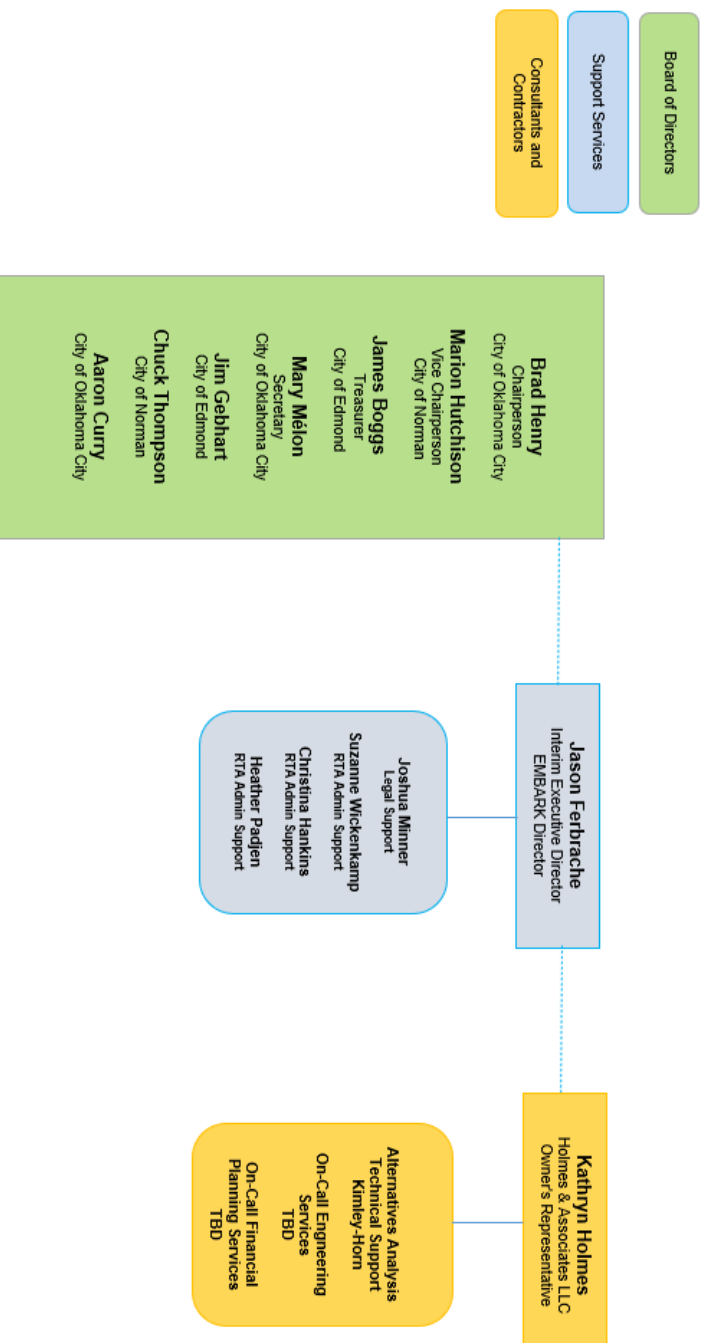 Board of Directors
Support Services
Consultants and
Contractors
Brad Henry
Chairperson
City of Oklahoma City
Marion Hutchison
Vice Chairperson
City of Norman
James Boggs
Treasurer
City of Edmond
Mary Mélon
Secretary
City of Oklahoma City
Jim Gebhart
City of Edmond
Chuck Thompson
City of Norman
Aaron Curry
City of Oklahoma City
Jason Ferbrache
Interim Executive Director
EMBARK Director
Joshua Minner
Legal Support
Suzanne Wickenkamp
RTA Admin Support
Christina Hankins
RTA Admin Support
Heather Padjen
RTA Admin Support
Kathryn Holmes
Holmes & Associates LLC
Owner's Representative
Alternatives Analysis
Technical Support
Kimley-Horn
On-Call Engneering
Services
TBD
On-Call Financial
Planning Services
TBD